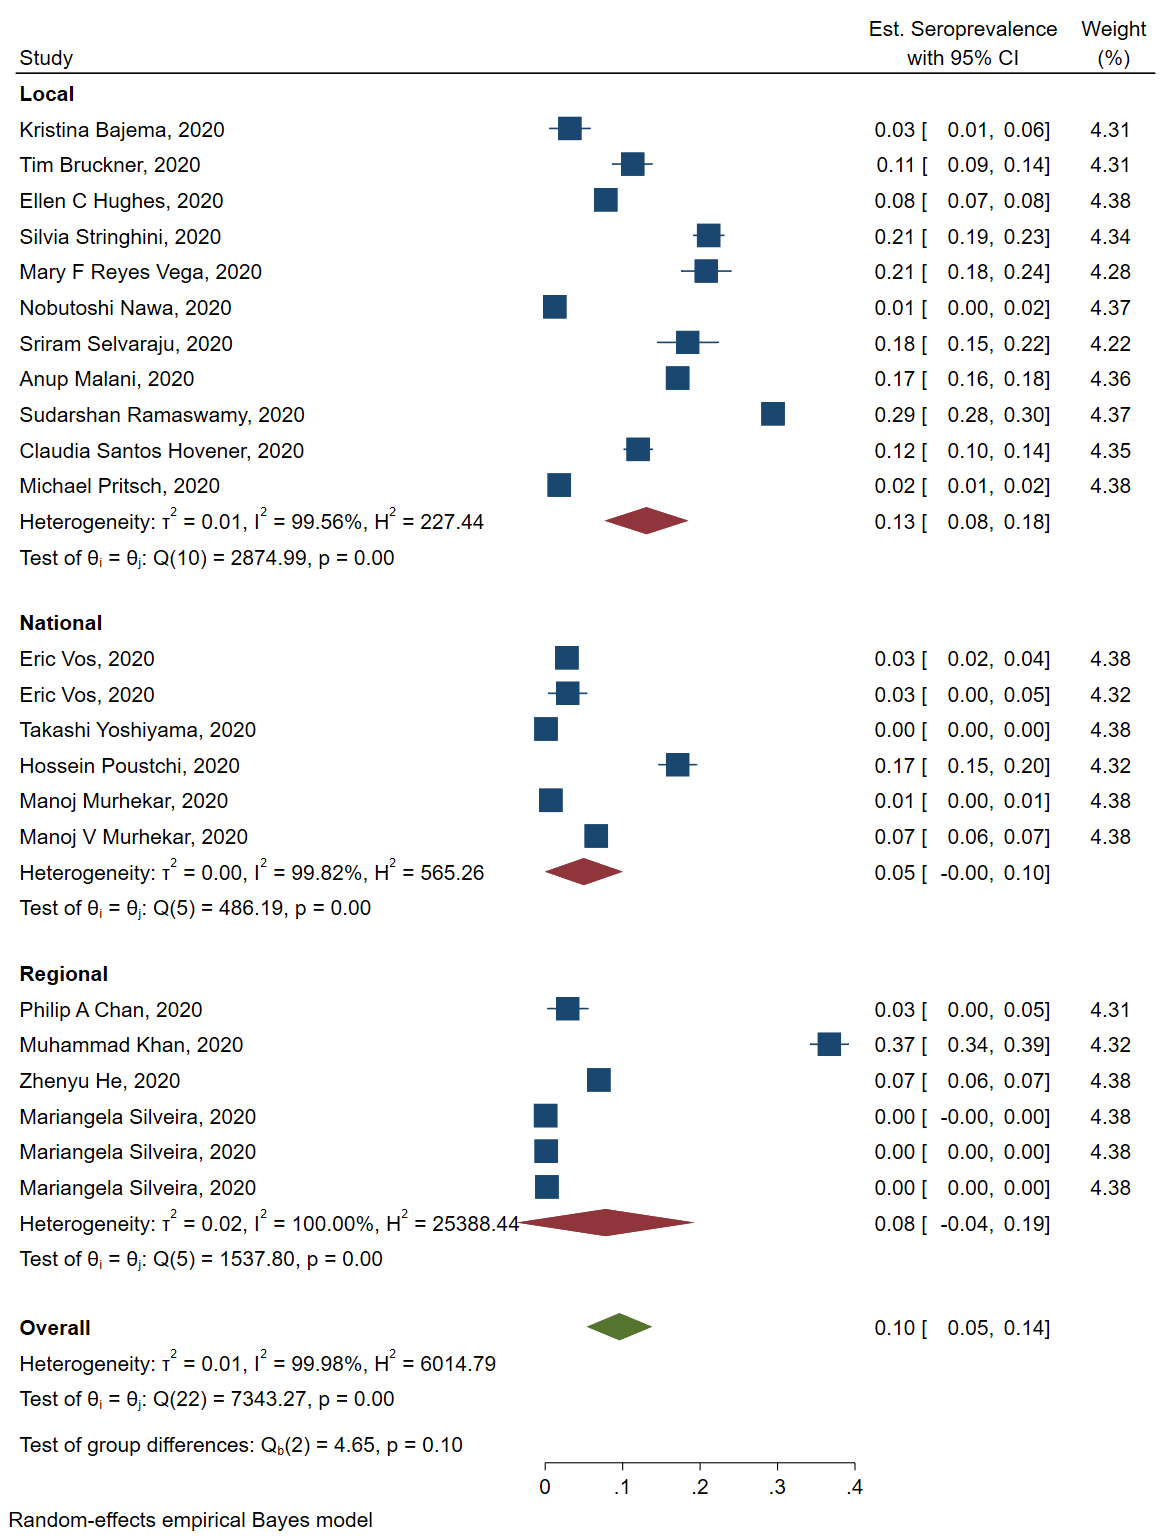 Est. Seroprevalence Weight
Study with 95% CI (%)
Local
Kristina Bajema, 2020 0.03 [ 0.01, 0.06] 4.31
Tim Bruckner, 2020 0.11 [ 0.09, 0.14] 4.31
Ellen C Hughes, 2020 0.08 [ 0.07, 0.08] 4.38
Silvia Stringhini, 2020 0.21 [ 0.19, 0.23] 4.34
Mary F Reyes Vega, 2020 0.21 [ 0.18, 0.24] 4.28
Nobutoshi Nawa, 2020 0.01 [ 0.00, 0.02] 4.37
Sriram Selvaraju, 2020 0.18 [ 0.15, 0.22] 4.22
Anup Malani, 2020 0.17 [ 0.16, 0.18] 4.36
Sudarshan Ramaswamy, 2020 0.29 [ 0.28, 0.30] 4.37
Claudia Santos Hovener, 2020 0.12 [ 0.10, 0.14] 4.35
Michael Pritsch, 2020 0.02 [ 0.01, 0.02] 4.38
Heterogeneity: τ² = 0.01, I² = 99.56%, H² = 227.44 0.13 [ 0.08, 0.18]
Test of θᵢ = θⱼ: Q(10) = 2874.99, p = 0.00
National
Eric Vos, 2020 0.03 [ 0.02, 0.04] 4.38
Eric Vos, 2020 0.03 [ 0.00, 0.05] 4.32
Takashi Yoshiyama, 2020 0.00 [ 0.00, 0.00] 4.38
Hossein Poustchi, 2020 0.17 [ 0.15, 0.20] 4.32
Manoj Murhekar, 2020 0.01 [ 0.00, 0.01] 4.38
Manoj V Murhekar, 2020 0.07 [ 0.06, 0.07] 4.38
Heterogeneity: τ² = 0.00, I² = 99.82%, H² = 565.26 0.05 [ -0.00, 0.10]
Test of θᵢ = θⱼ: Q(5) = 486.19, p = 0.00
Regional
Philip A Chan, 2020 0.03 [ 0.00, 0.05] 4.31
Muhammad Khan, 2020 0.37 [ 0.34, 0.39] 4.32
Zhenyu He, 2020 0.07 [ 0.06, 0.07] 4.38
Mariangela Silveira, 2020 0.00 [ -0.00, 0.00] 4.38
Mariangela Silveira, 2020 0.00 [ 0.00, 0.00] 4.38
Mariangela Silveira, 2020 0.00 [ 0.00, 0.00] 4.38
Heterogeneity: τ² = 0.02, I² = 100.00%, H² = 25388.44 0.08 [ -0.04, 0.19]
Test of θᵢ = θⱼ: Q(5) = 1537.80, p = 0.00
Overall 0.10 [ 0.05, 0.14]
Heterogeneity: τ² = 0.01, I² = 99.98%, H² = 6014.79
Test of θᵢ = θⱼ: Q(22) = 7343.27, p = 0.00
Test of group differences: Q_b(2) = 4.65, p = 0.10
0 .1 .2 .3 .4
Random-effects empirical Bayes model